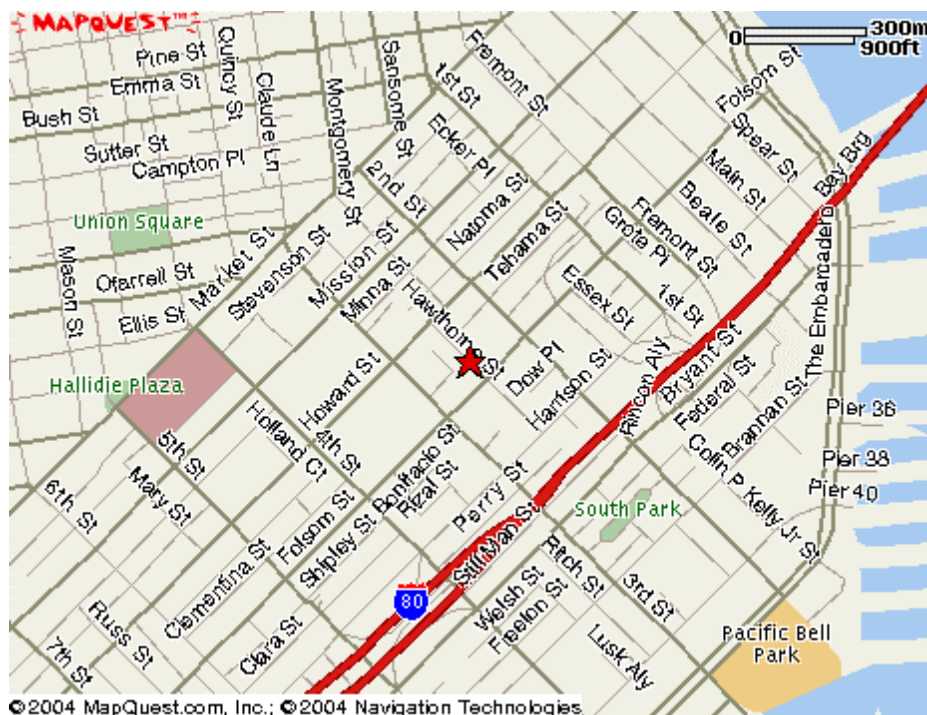 MAPQUEST™
0 300m
900ft
Pine St
Emma St
Bush St
Sutter St
Campton Pl
Quincy St
Claude Ln
Montgomery St
Sansome St
Fremont St
1st St
Ecker Pl
2nd St
Natoma St
Tehama St
Folsom St
Spear St
Main St
Beale St
Fremont St
Grote Pl
Bay Brg
The Embarcadero
Union Square
Mason St
Ofarrell St
Ellis St
Market St
Stevenson St
Mission St
Minna St
Hawthorne St
Essex St
1st St
Dow Pl
Harrison St
Rincon Aly
Bryant St
Federal St
Brannan St
Pier 36
Pier 38
Pier 40
Colin P Kelly Jr St
Hallidie Plaza
Howard St
Holland Ct
4th St
5th St
Mary St
6th St
Bonifacio St
Rizal St
Perry St
Folsom St
Shipley St
Clementina St
Stillman St
South Park
Ritch St
3rd St
Welsh St
Freelon St
Lusk Aly
80
Clara St
Russ St
7th St
Pacific Bell
Park
©2004 MapQuest.com, Inc.; ©2004 Navigation Technologies